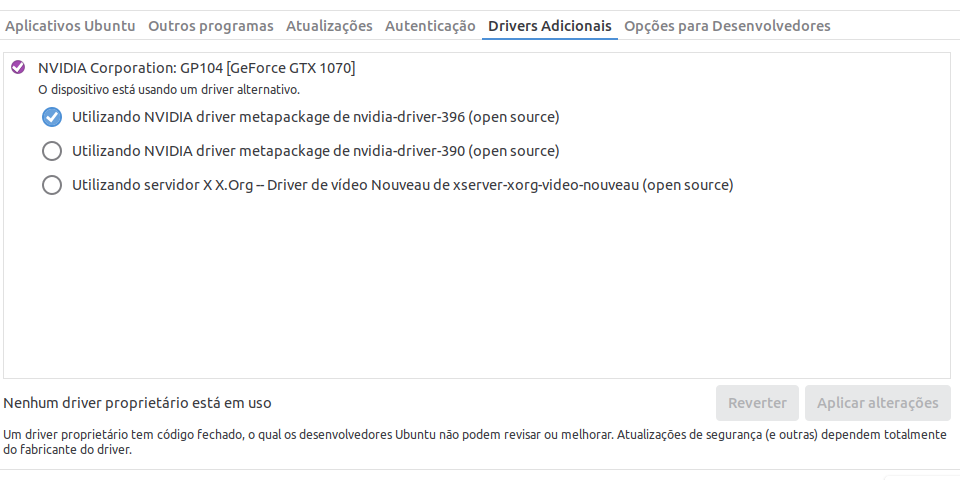 Aplicativos Ubuntu Outros programas Atualizações Autenticação Drivers Adicionais Opções para Desenvolvedores
NVIDIA Corporation: GP104 [GeForce GTX 1070]
O dispositivo está usando um driver alternativo.
Utilizando NVIDIA driver metapackage de nvidia-driver-396 (open source)
Utilizando NVIDIA driver metapackage de nvidia-driver-390 (open source)
Utilizando servidor X X.Org -- Driver de vídeo Nouveau de xserver-xorg-video-nouveau (open source)
Nenhum driver proprietário está em uso Reverter Aplicar alterações
Um driver proprietário tem código fechado, o qual os desenvolvedores Ubuntu não podem revisar ou melhorar. Atualizações de segurança (e outras) dependem totalmente
do fabricante do driver.